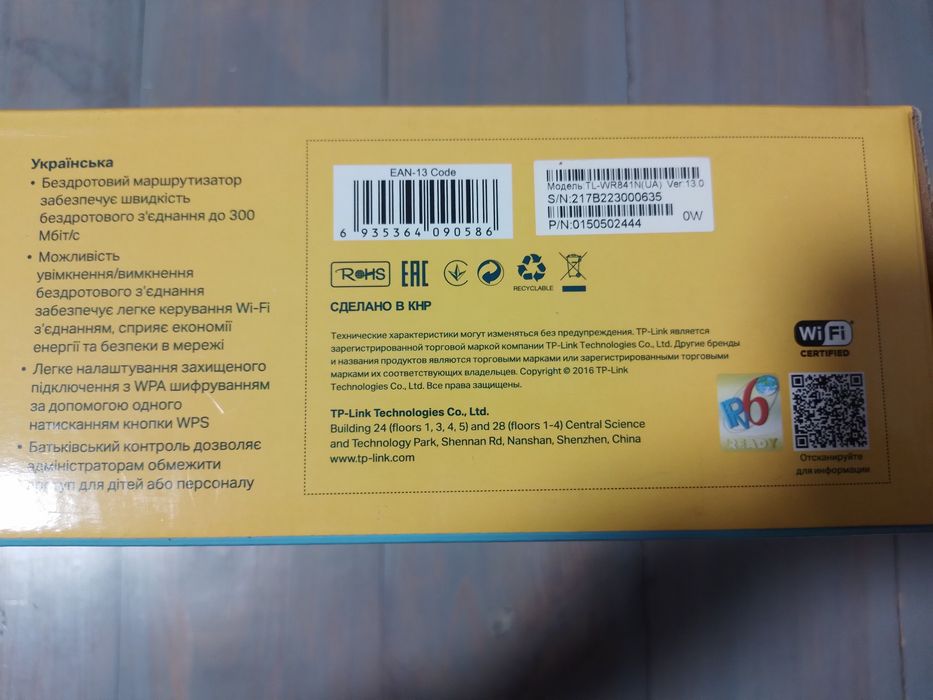 Українська
• Бездротовий маршрутизатор
забезпечує швидкість
бездротового з'єднання до 300
Мбіт/с
• Можливість
увімкнення/вимкнення
бездротового з'єднання
забезпечує легке керування Wi-Fi
з'єднанням, сприяє економії
енергії та безпеки в мережі
• Легке налаштування захищеного
підключення з WPA шифруванням
за допомогою одного
натисканням кнопки WPS
• Батьківський контроль дозволяє
адміністраторам обмежити
доступ для дітей або персоналу
EAN-13 Code
6 935364 090586
Модель:TL-WR841N(UA) Ver 13.0
S/N:217B223000635
0W
P/N:0150502444
RoHS EAC
RECYCLABLE
СДЕЛАНО В КНР
Технические характеристики могут изменяться без предупреждения. TP-Link является
зарегистрированной торговой маркой компании TP-Link Technologies Co., Ltd. Другие бренды
и названия продуктов являются торговыми марками или зарегистрированными торговыми
марками их соответствующих владельцев. Copyright © 2016 TP-Link
Technologies Co., Ltd. Все права защищены.
TP-Link Technologies Co., Ltd.
Building 24 (floors 1, 3, 4, 5) and 28 (floors 1-4) Central Science
and Technology Park, Shennan Rd, Nanshan, Shenzhen, China
www.tp-link.com
Wi Fi
CERTIFIED
IPv6
READY
Отсканируйте
для информации